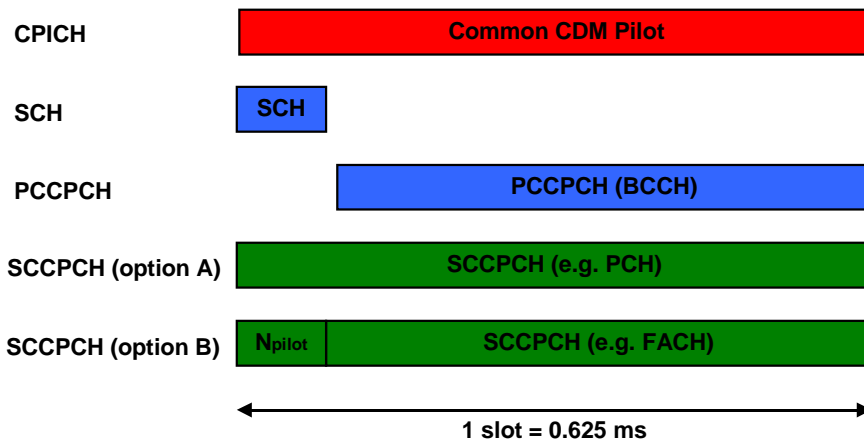 CPICH Common CDM Pilot
SCH SCH
PCCPCH PCCPCH (BCCH)
SCCPCH (option A) SCCPCH (e.g. PCH)
SCCPCH (option B) Npilot SCCPCH (e.g. FACH)
1 slot = 0.625 ms